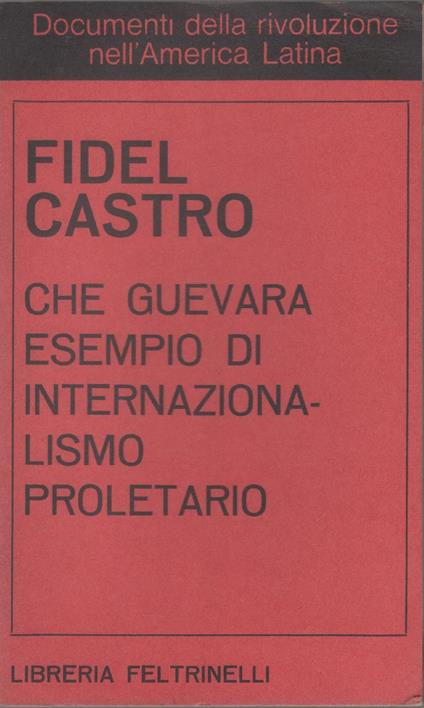 Documenti della rivoluzione
nell'America Latina
FIDEL
CASTRO
CHE GUEVARA
ESEMPIO DI
INTERNAZIONA-
LISMO
PROLETARIO
LIBRERIA FELTRINELLI